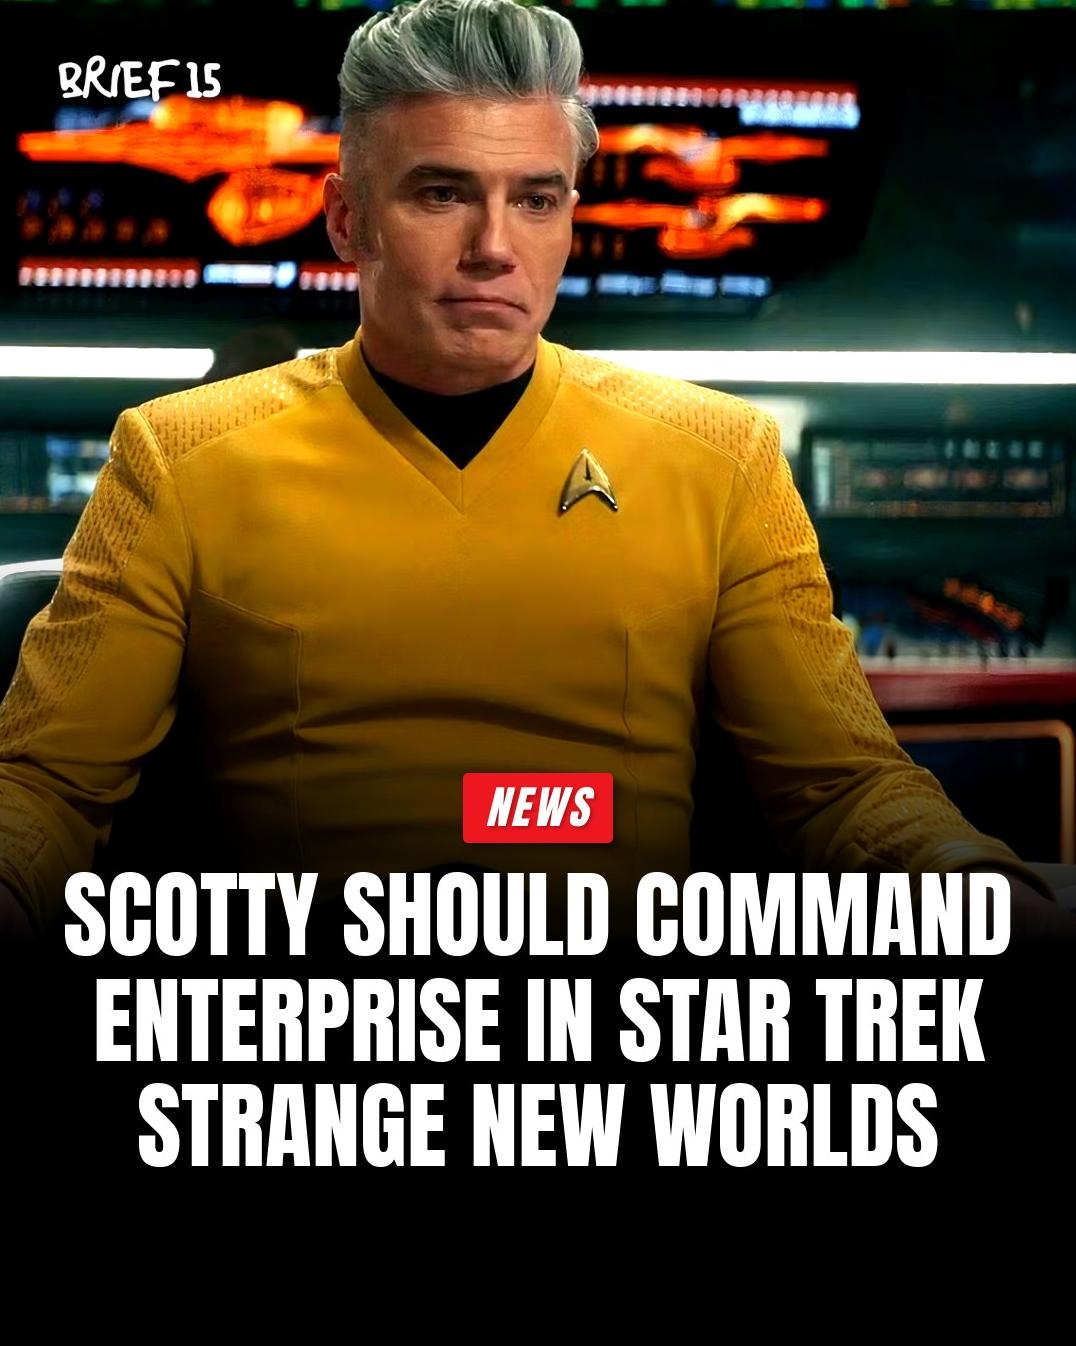 BRIEF 15
NEWS
SCOTTY SHOULD COMMAND
ENTERPRISE IN STAR TREK
STRANGE NEW WORLDS